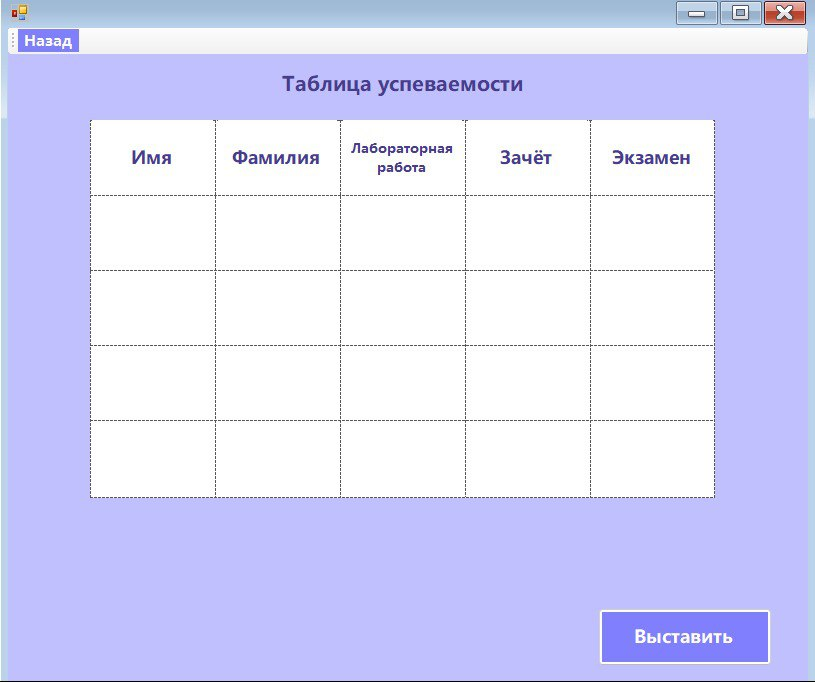 Назад
Таблица успеваемости
Имя
Фамилия
Лабораторная
работа
Зачёт
Экзамен
Выставить